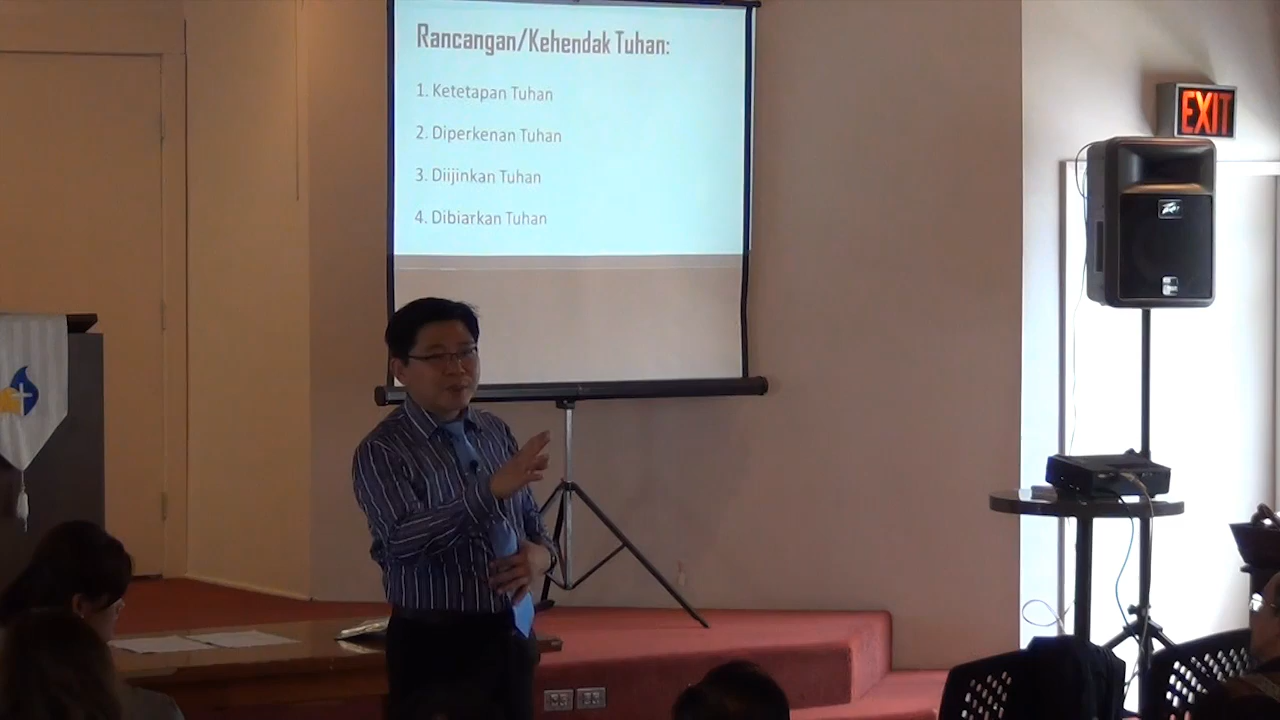 Rancangan/Kehendak Tuhan:
1. Ketetapan Tuhan
2. Diperkenan Tuhan
3. Diijinkan Tuhan
4. Dibiarkan Tuhan
EXIT